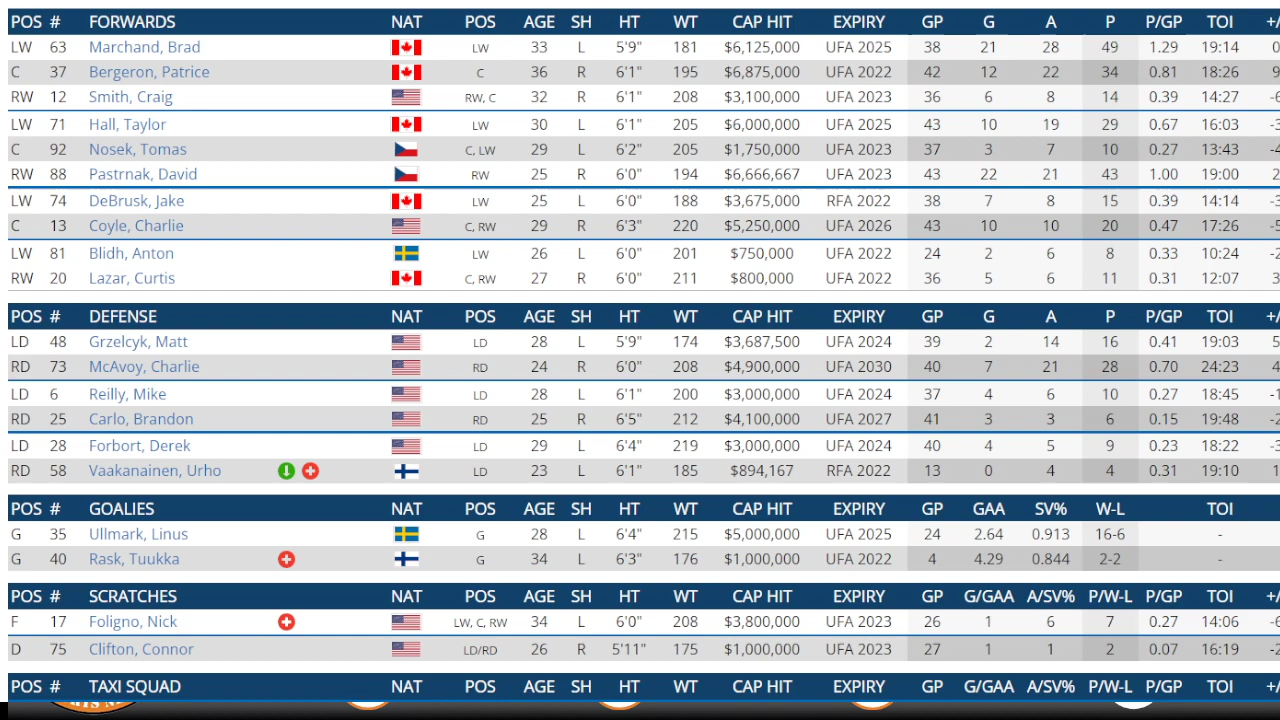 POS # FORWARDS NAT POS AGE SH HT WT CAP HIT EXPIRY GP G A P P/GP TOI +/
LW 63 Marchand, Brad LW 33 L 5'9" 181 $6,125,000 UFA 2025 38 21 28 49 1.29 19:14
C 37 Bergeron, Patrice C 36 R 6'1" 195 $6,875,000 UFA 2022 42 12 22 34 0.81 18:26
RW 12 Smith, Craig RW, C 32 R 6'1" 208 $3,100,000 UFA 2023 36 6 8 14 0.39 14:27 -6
LW 71 Hall, Taylor LW 30 L 6'1" 205 $6,000,000 UFA 2025 43 10 19 29 0.67 16:03 -3
C 92 Nosek, Tomas C, LW 29 L 6'2" 205 $1,750,000 UFA 2023 37 3 7 10 0.27 13:43
RW 88 Pastrnak, David RW 25 R 6'0" 194 $6,666,667 UFA 2023 43 22 21 43 1.00 19:00 2
LW 74 DeBrusk, Jake LW 25 L 6'0" 188 $3,675,000 RFA 2022 38 7 8 15 0.39 14:14 -3
C 13 Coyle, Charlie C, RW 29 R 6'3" 220 $5,250,000 UFA 2026 43 10 10 20 0.47 17:26 -5
LW 81 Blidh, Anton LW 26 L 6'0" 201 $750,000 UFA 2022 24 2 6 8 0.33 10:24 -2
RW 20 Lazar, Curtis C, RW 27 R 6'0" 211 $800,000 UFA 2022 36 5 6 11 0.31 12:07
POS # DEFENSE NAT POS AGE SH HT WT CAP HIT EXPIRY GP G A P P/GP TOI +/
LD 48 Grzelcyk, Matt LD 28 L 5'9" 174 $3,687,500 UFA 2024 39 2 14 16 0.41 19:03 5
RD 73 McAvoy, Charlie RD 24 R 6'0" 208 $4,900,000 UFA 2030 40 7 21 28 0.70 24:23 4
LD 6 Reilly, Mike LD 28 L 6'1" 200 $3,000,000 UFA 2024 37 4 6 10 0.27 18:45
RD 25 Carlo, Brandon RD 25 R 6'5" 212 $4,100,000 UFA 2027 41 3 3 6 0.15 19:48 -2
LD 28 Forbort, Derek LD 29 L 6'4" 219 $3,000,000 UFA 2024 40 4 5 9 0.23 18:22 -3
RD 58 Vaakanainen, Urho LD 23 L 6'1" 185 $894,167 RFA 2022 13 0 4 4 0.31 19:10
POS # GOALIES NAT POS AGE SH HT WT CAP HIT EXPIRY GP GAA SV% W-L TOI
G 35 Ullmark, Linus G 28 L 6'4" 215 $5,000,000 UFA 2025 24 2.64 0.913 16-6 -
G 40 Rask, Tuukka G 34 L 6'3" 176 $1,000,000 UFA 2022 4 4.29 0.844 2-2 -
POS # SCRATCHES NAT POS AGE SH HT WT CAP HIT EXPIRY GP G/GAA A/SV% P/W-L P/GP TOI +/
F 17 Foligno, Nick LW, C, RW 34 L 6'0" 208 $3,800,000 UFA 2023 26 1 6 7 0.27 14:06 -6
D 75 Clifton, Connor LD/RD 26 R 5'11" 175 $1,000,000 UFA 2023 27 1 1 2 0.07 16:19 -2
POS # TAXI SQUAD NAT POS AGE SH HT WT CAP HIT EXPIRY GP G/GAA A/SV% P/W-L P/GP TOI +/